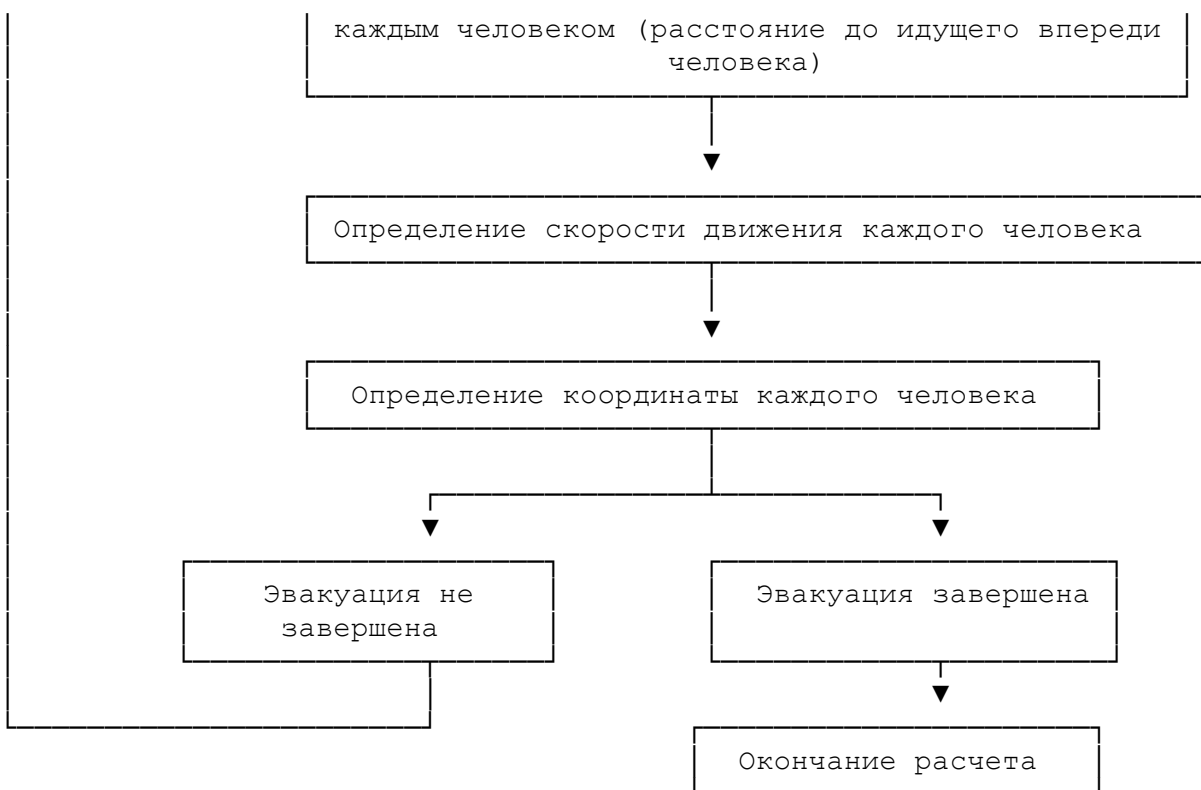 каждым человеком (расстояние до идущего впереди
человека)
Определение скорости движения каждого человека
Определение координаты каждого человека
Эвакуация не
завершена
Эвакуация завершена
Окончание расчета